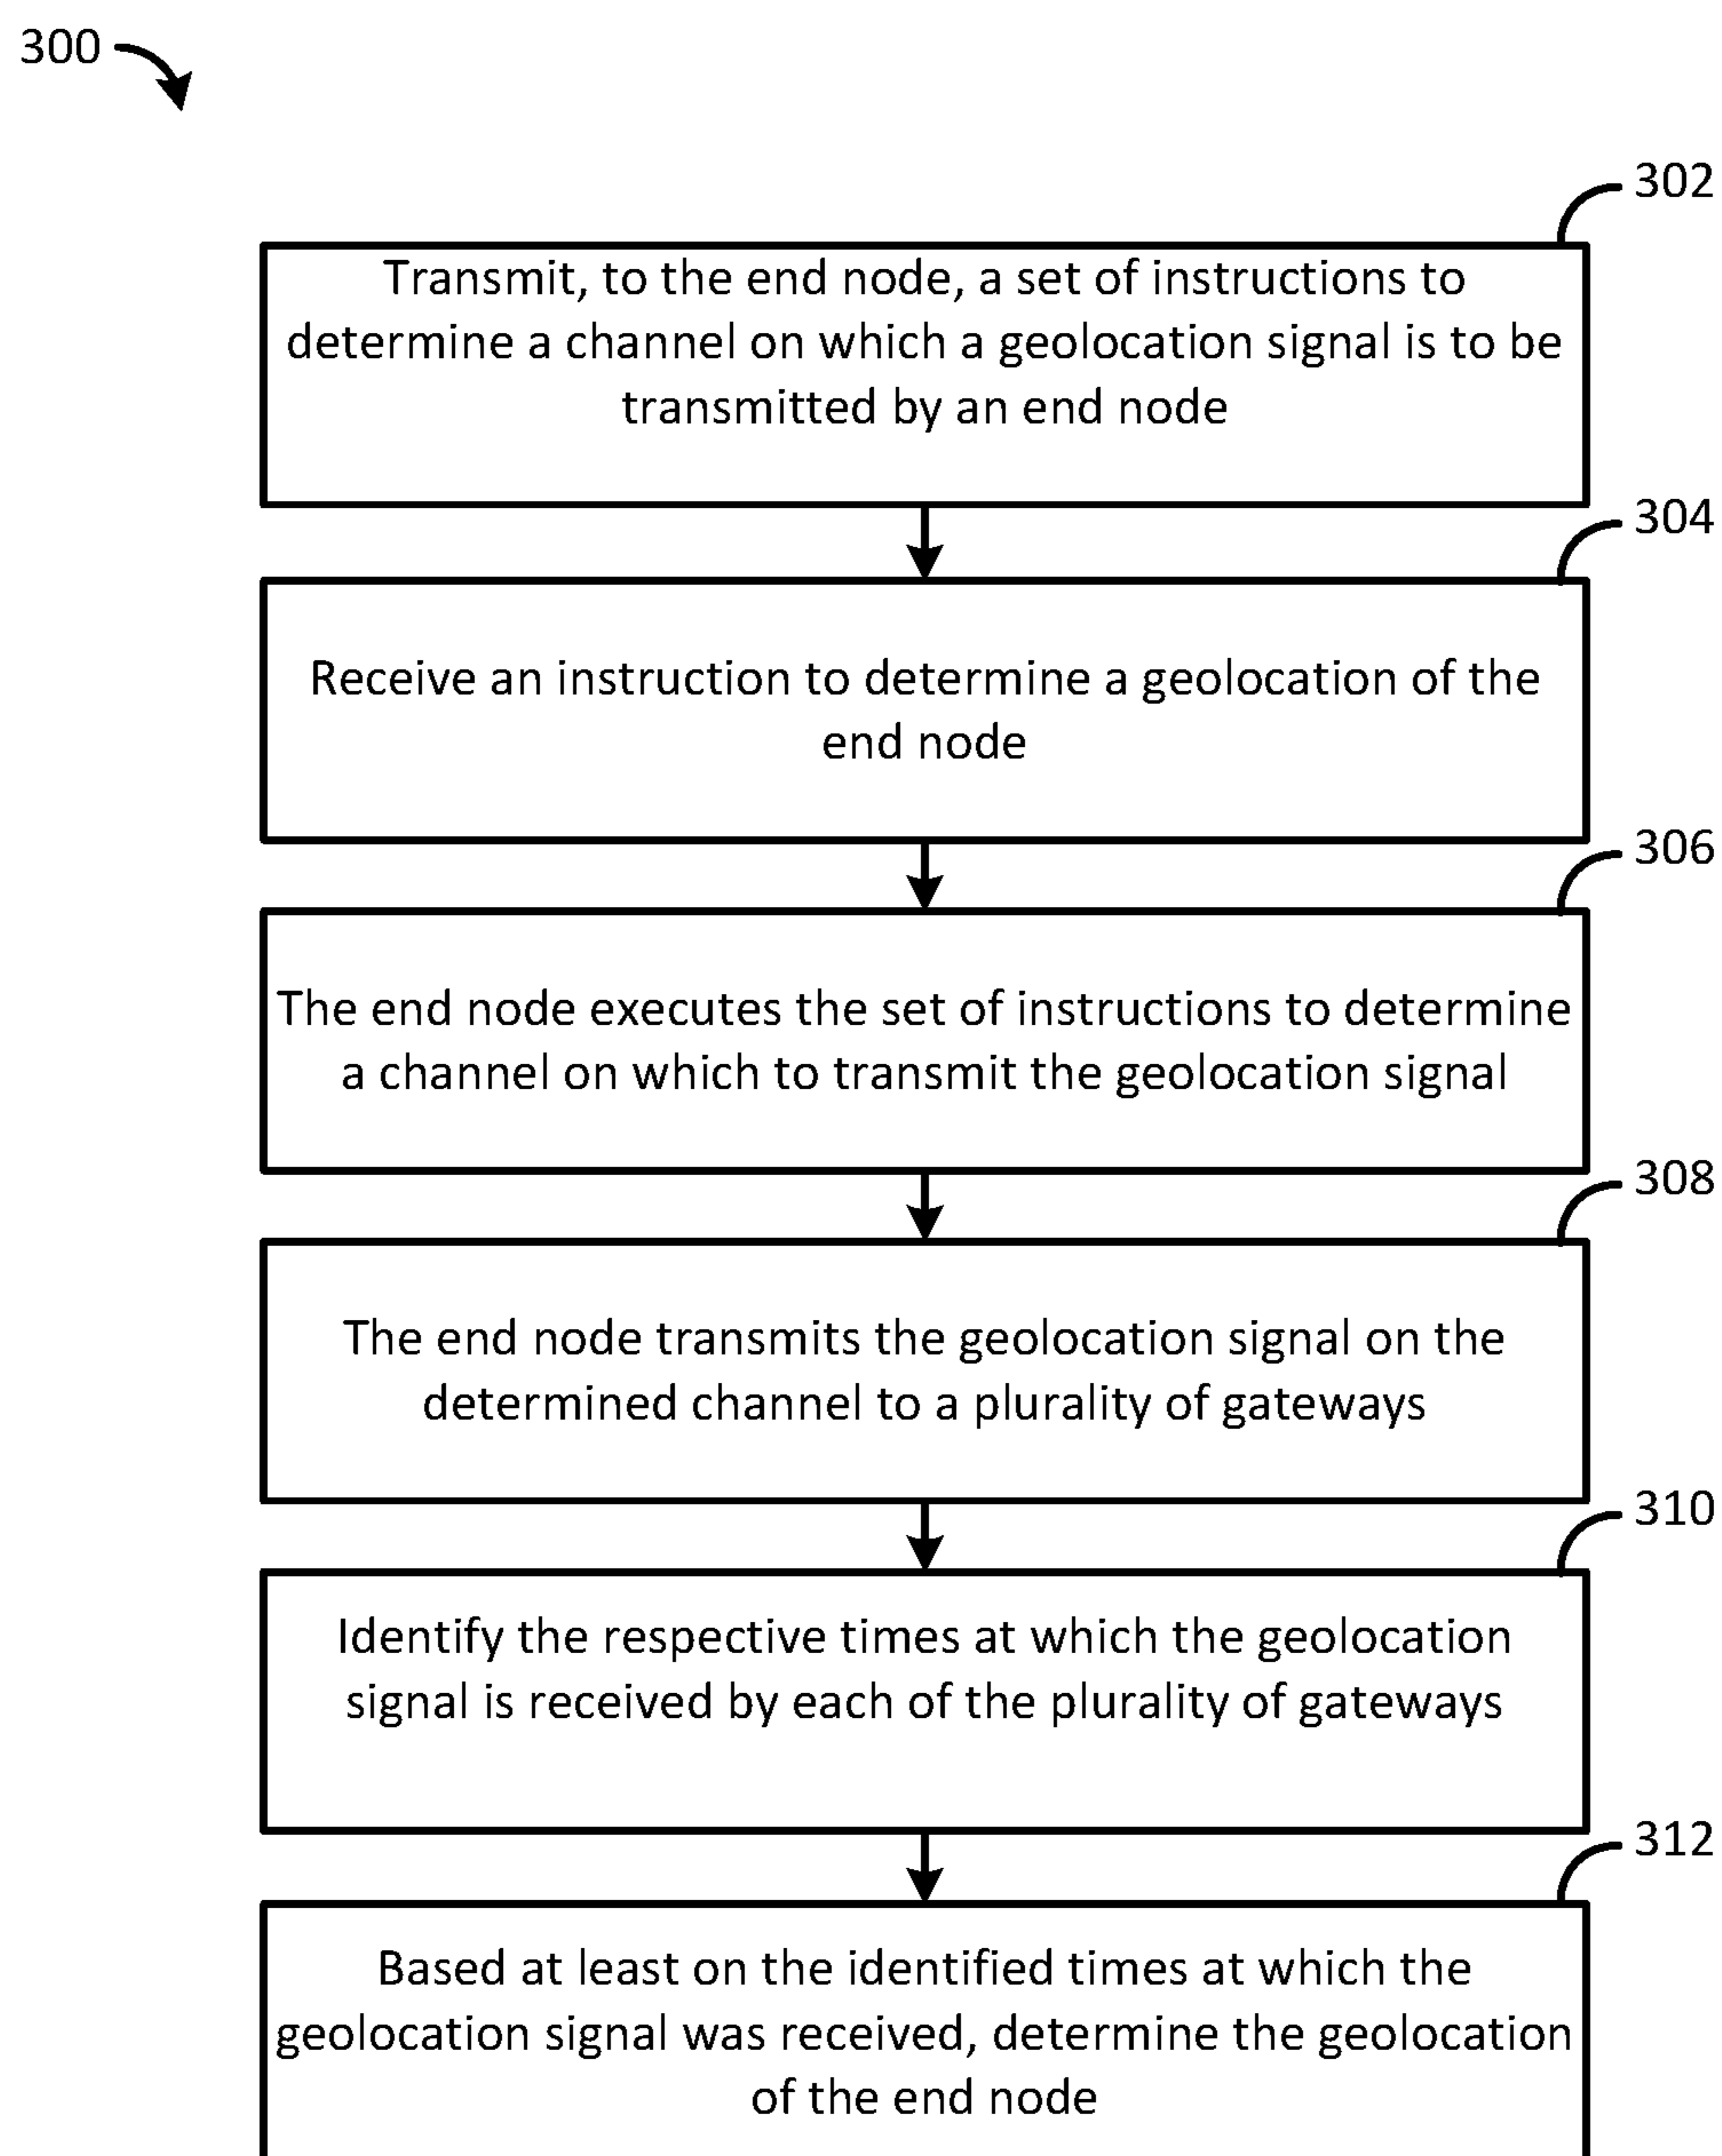 300
302
Transmit, to the end node, a set of instructions to
determine a channel on which a geolocation signal is to be
transmitted by an end node
304
Receive an instruction to determine a geolocation of the
end node
306
The end node executes the set of instructions to determine
a channel on which to transmit the geolocation signal
308
The end node transmits the geolocation signal on the
determined channel to a plurality of gateways
310
Identify the respective times at which the geolocation
signal is received by each of the plurality of gateways
312
Based at least on the identified times at which the
geolocation signal was received, determine the geolocation
of the end node